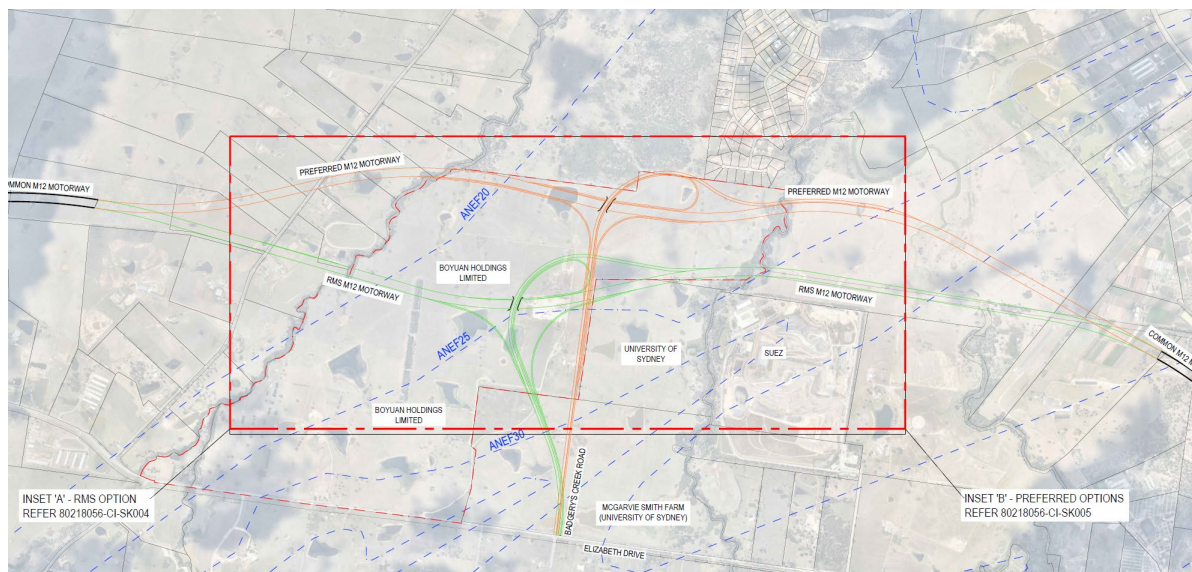 PREFERRED M12 MOTORWAY
COMMON M12 MOTORWAY
PREFERRED M12 MOTORWAY
ANEF20
BOYUAN HOLDINGS
LIMITED
RMS M12 MOTORWAY
RMS M12 MOTORWAY
ANEF25
UNIVERSITY OF
SYDNEY
SUEZ
COMMON M12 M
BOYUAN HOLDINGS
LIMITED
ANEF30
BADGERY'S CREEK ROAD
INSET 'A' - RMS OPTION
REFER 80218056-CI-SK004
INSET 'B' - PREFERRED OPTIONS
REFER 80218056-CI-SK005
MCGARVIE SMITH FARM
(UNIVERSITY OF SYDNEY)
ELIZABETH DRIVE